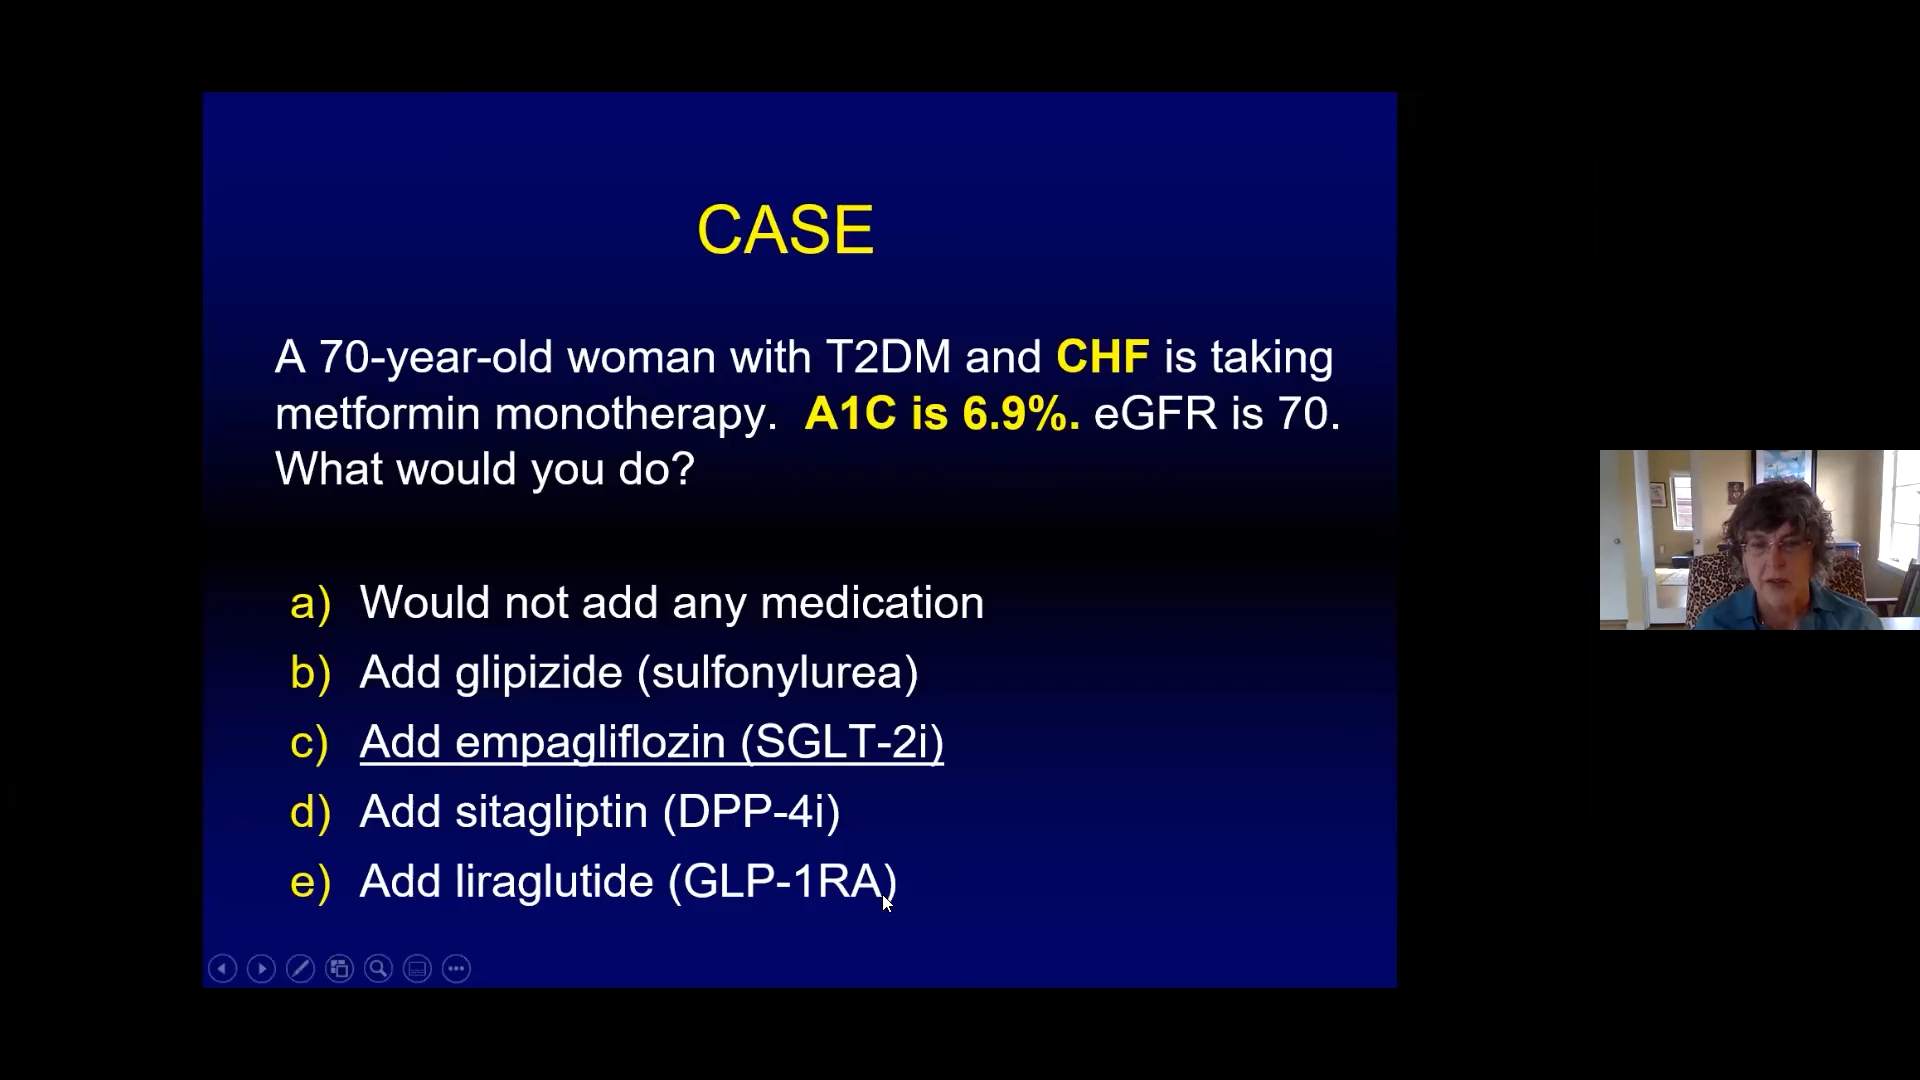 CASE
A 70-year-old woman with T2DM and CHF is taking
metformin monotherapy. A1C is 6.9%. eGFR is 70.
What would you do?
a) Would not add any medication
b) Add glipizide (sulfonylurea)
c) Add empagliflozin (SGLT-2i)
d) Add sitagliptin (DPP-4i)
e) Add liraglutide (GLP-1RA)